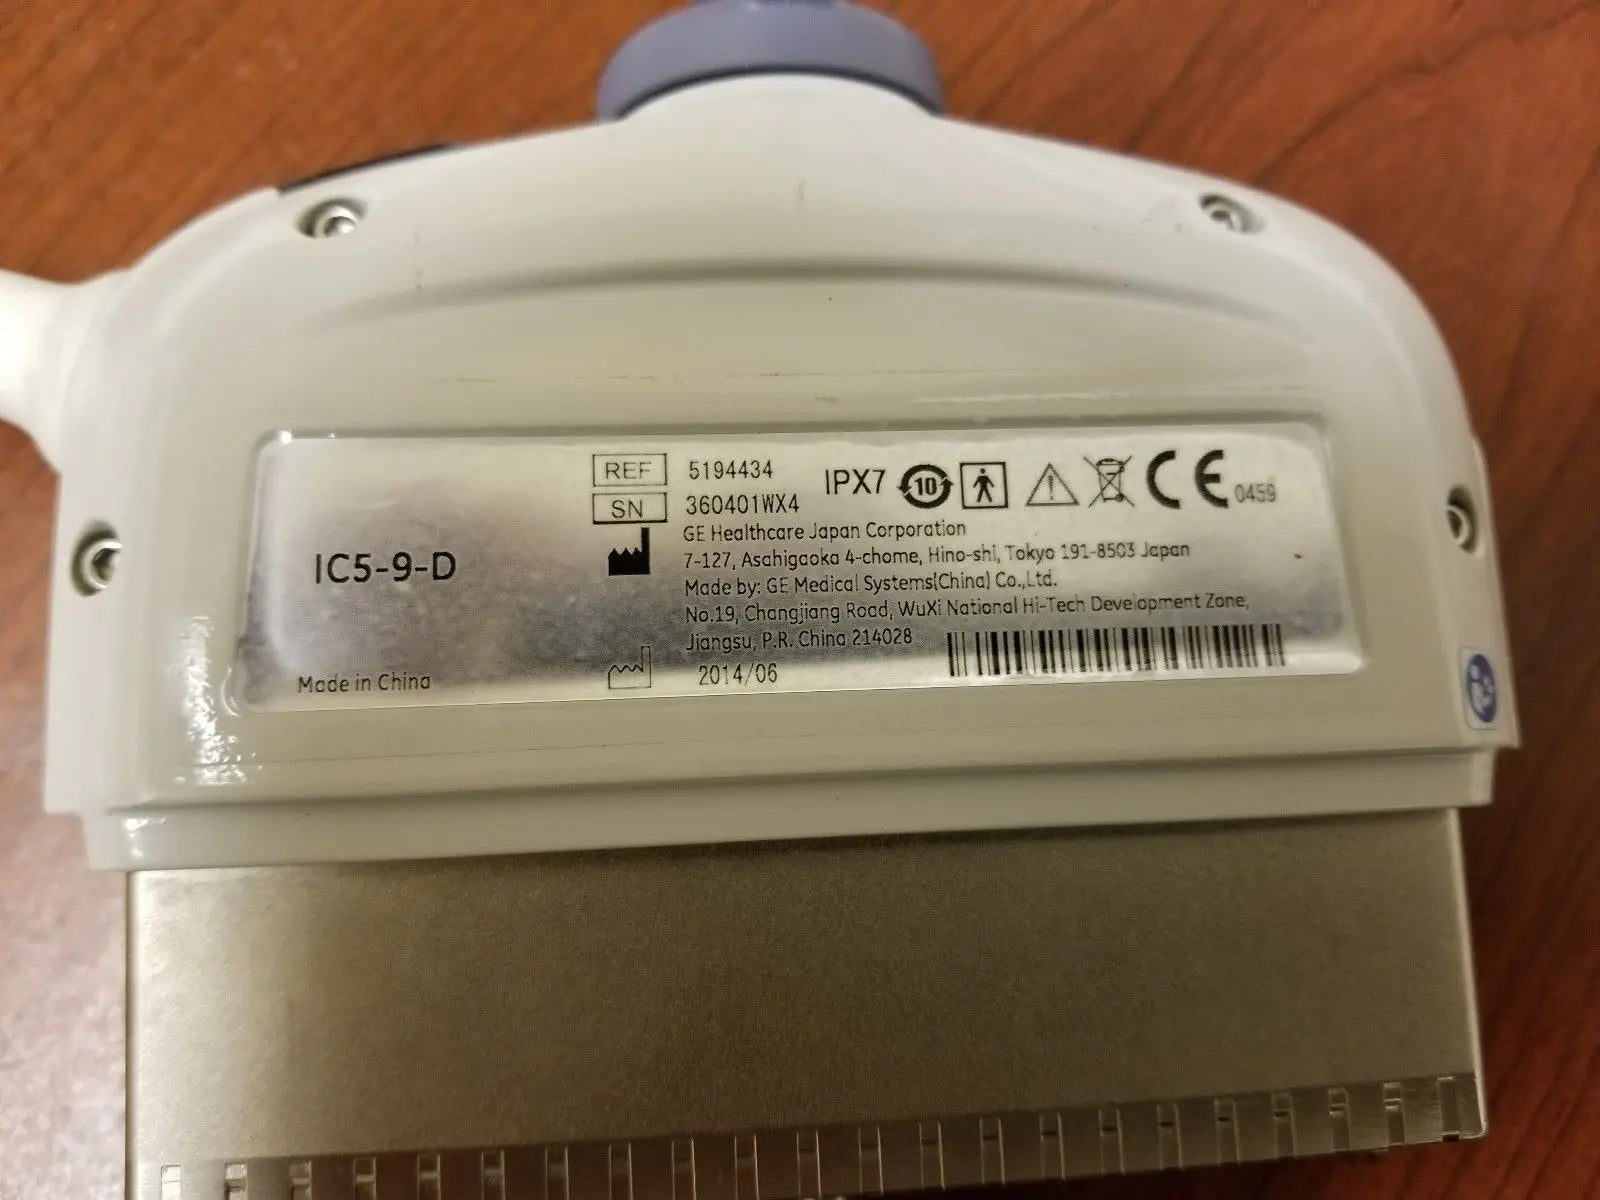 IC5-9-D
Made in China
REF 5194434
SN 360401WX4
IPX7 10 CE 0459
GE Healthcare Japan Corporation
7-127, Asahigaoka 4-chome, Hino-shi, Tokyo 191-8503 Japan
Made by: GE Medical Systems(China) Co.,Ltd.
No.19, Changjiang Road, WuXi National Hi-Tech Development Zone,
Jiangsu, P.R. China 214028
2014/06